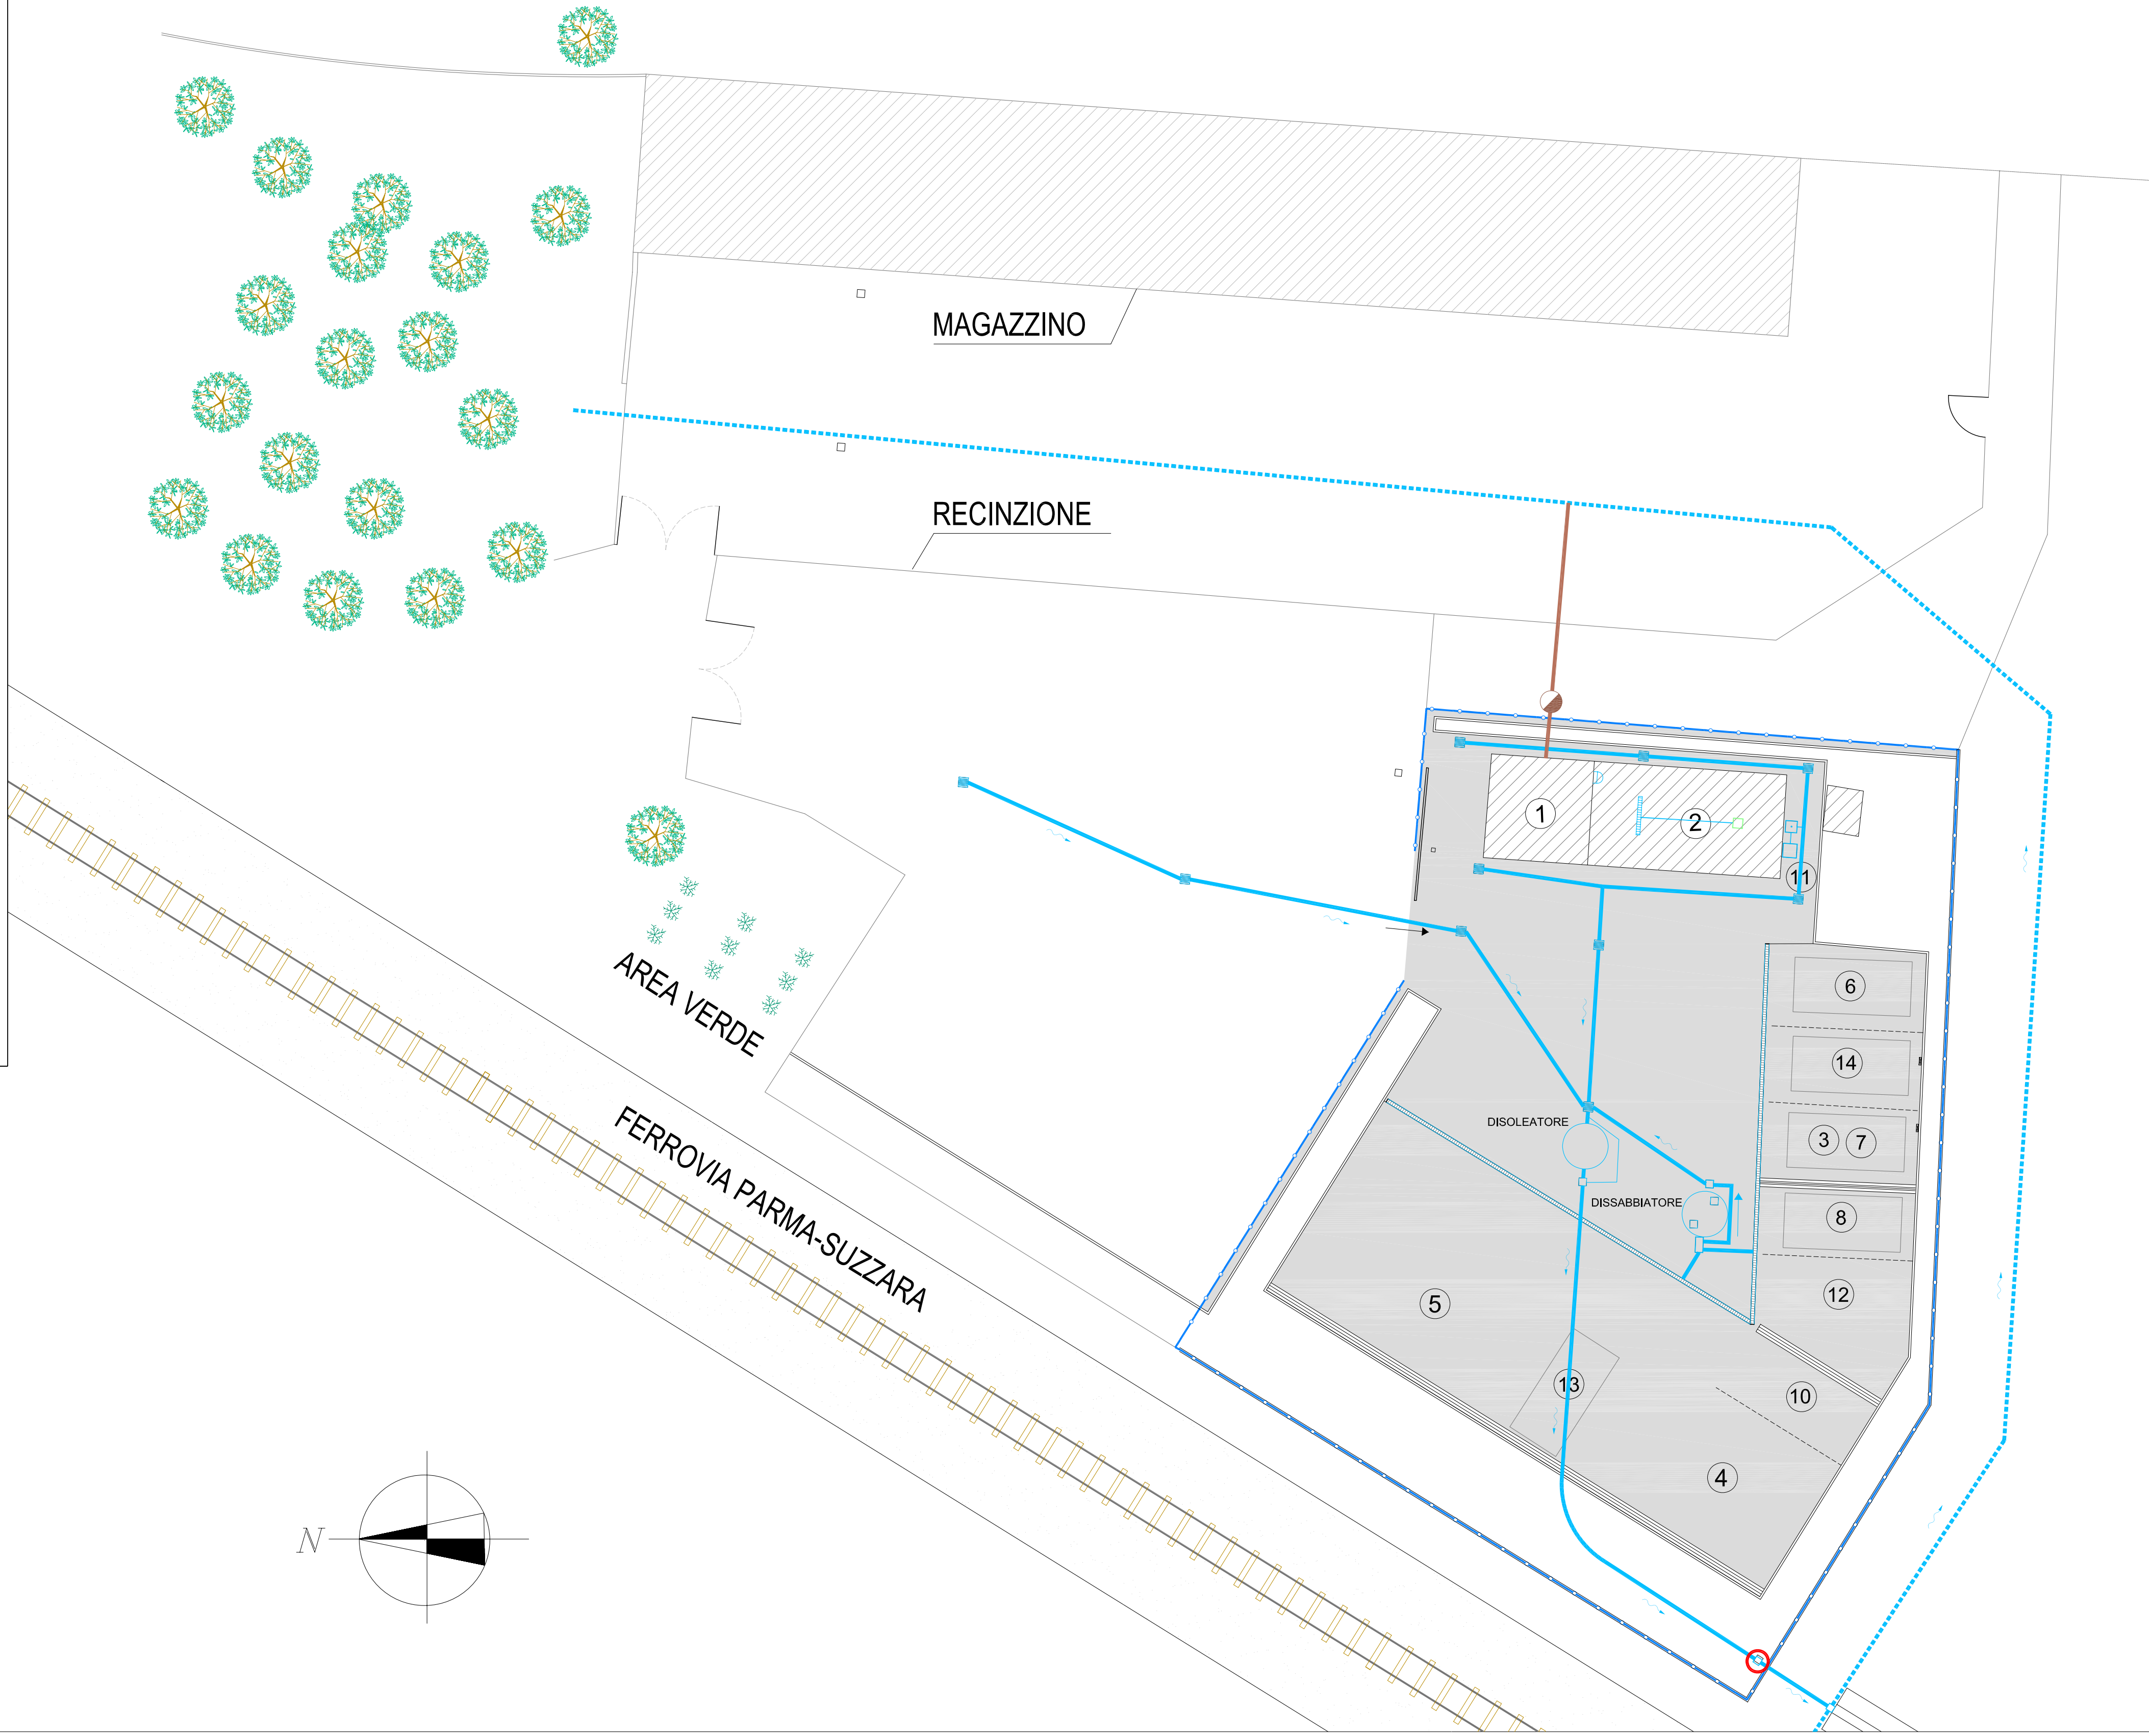 MAGAZZINO
RECINZIONE
1
2
11
6
AREA VERDE
14
DISOLEATORE
3
7
FERROVIA PARMA-SUZZARA
DISSABBIATORE
8
12
5
13
10
4
N